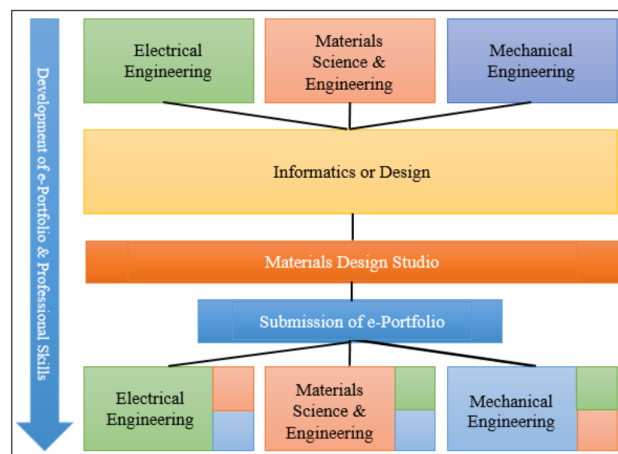 Development of e-Portfolio & Professional Skills
Electrical
Engineering
Materials
Science &
Engineering
Mechanical
Engineering
Informatics or Design
Materials Design Studio
Submission of e-Portfolio
Electrical
Engineering
Materials
Science &
Engineering
Mechanical
Engineering